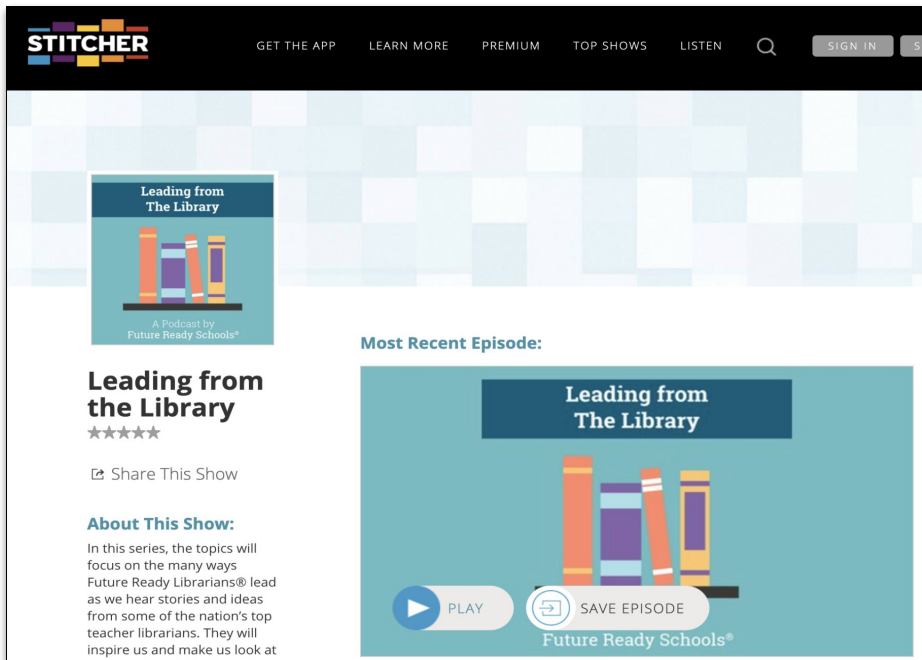 STITCHER
GET THE APP LEARN MORE PREMIUM TOP SHOWS LISTEN SIGN IN S
Leading from
The Library
A Podcast by
Future Ready Schools®
Leading from
the Library
Share This Show
About This Show:
In this series, the topics will
focus on the many ways
Future Ready Librarians® lead
as we hear stories and ideas
from some of the nation's top
teacher librarians. They will
inspire us and make us look at
Most Recent Episode:
Leading from
The Library
PLAY SAVE EPISODE
Future Ready Schools®